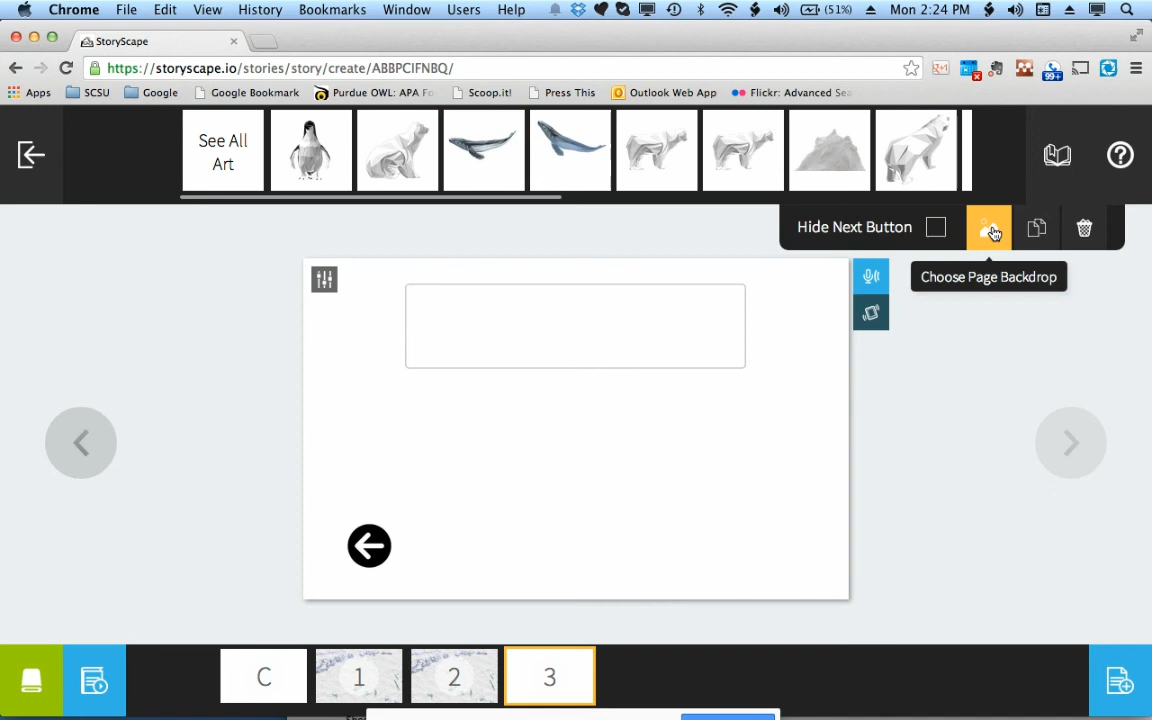 Chrome File Edit View History Bookmarks Window Users Help (51%) Mon 2:24 PM
StoryScape
https://storyscape.io/stories/story/create/ABBPCIFNBQ/ 99+
Apps SCSU Google Google Bookmark Purdue OWL: APA Fo Scoop.it! Press This Outlook Web App Flickr: Advanced Sea
See All
Art
Hide Next Button
Choose Page Backdrop
C 1 2 3